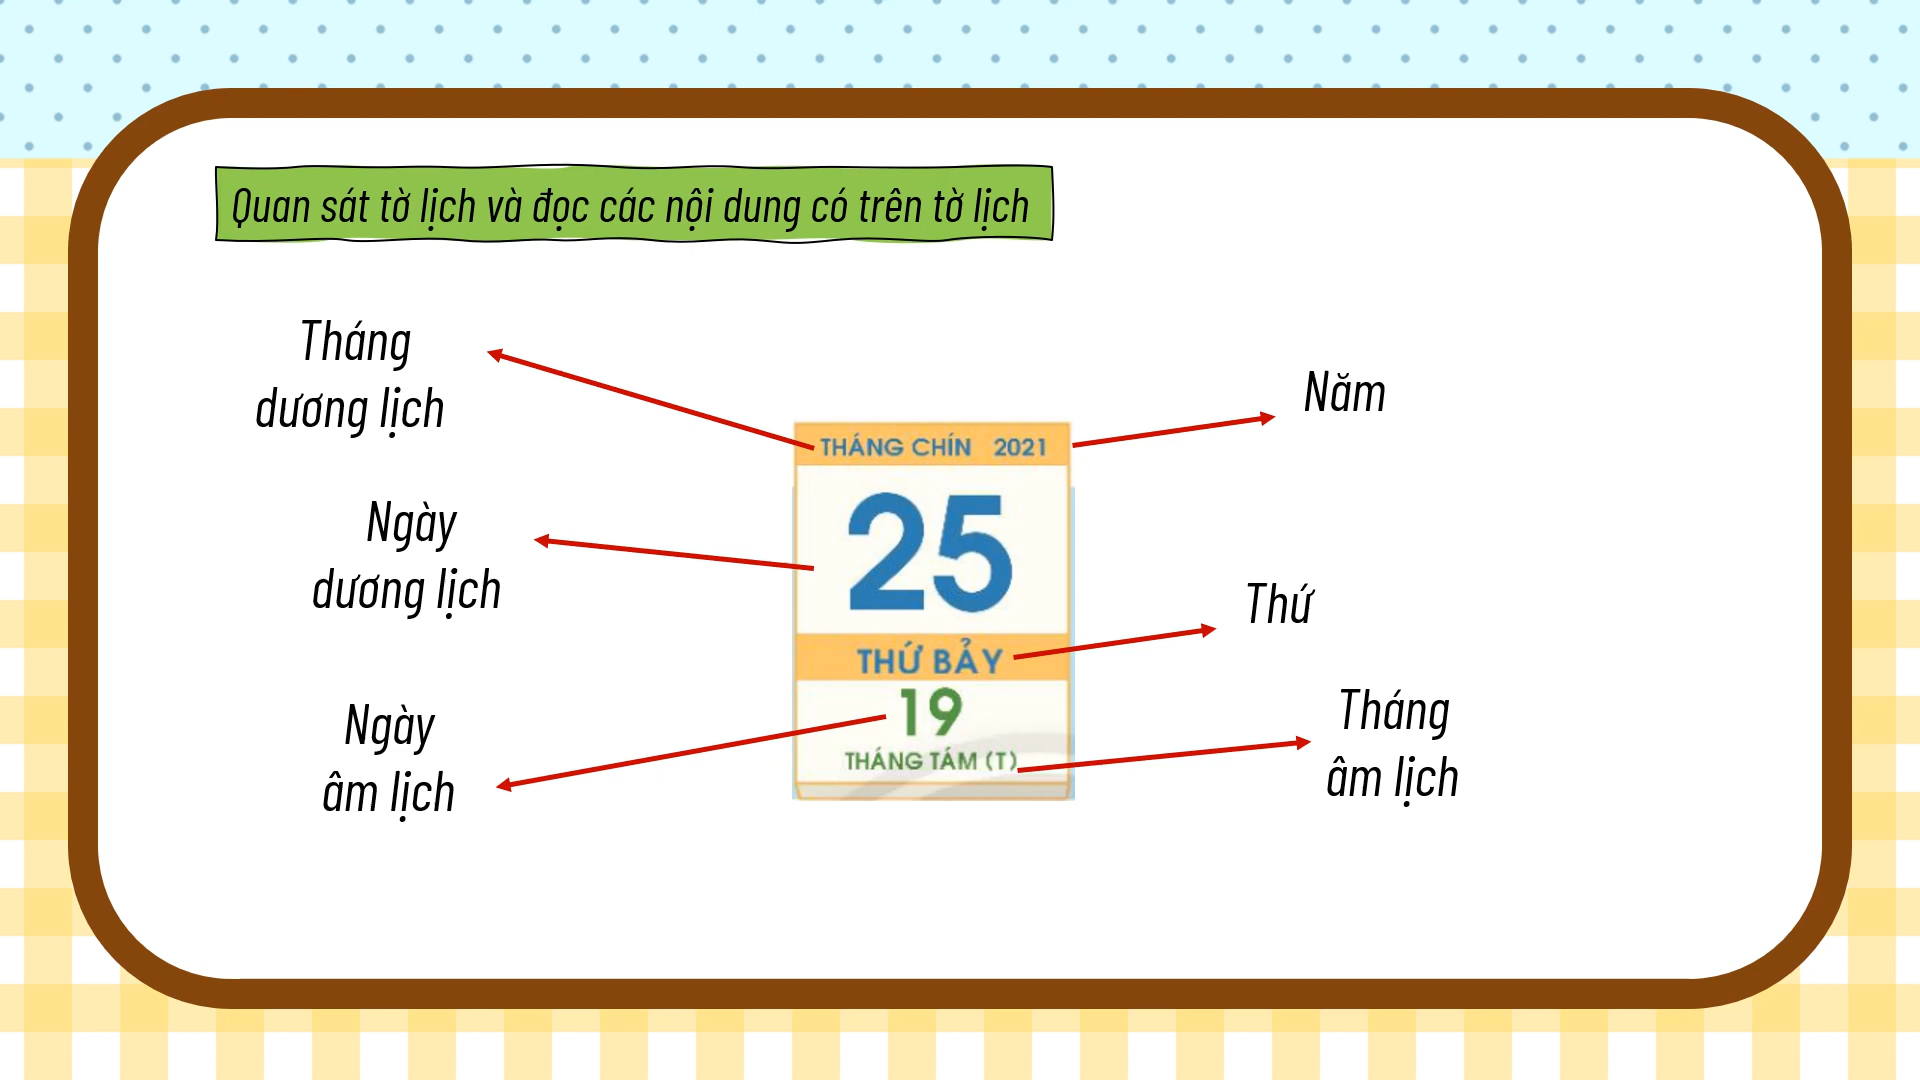 Quan sát tờ lịch và đọc các nội dung có trên tờ lịch
Tháng
dương lịch
Năm
THÁNG CHÍN 2021
25
Ngày
dương lịch
THỨ BẢY
Thứ
19
THÁNG TÁM (T)
Ngày
âm lịch
Tháng
âm lịch